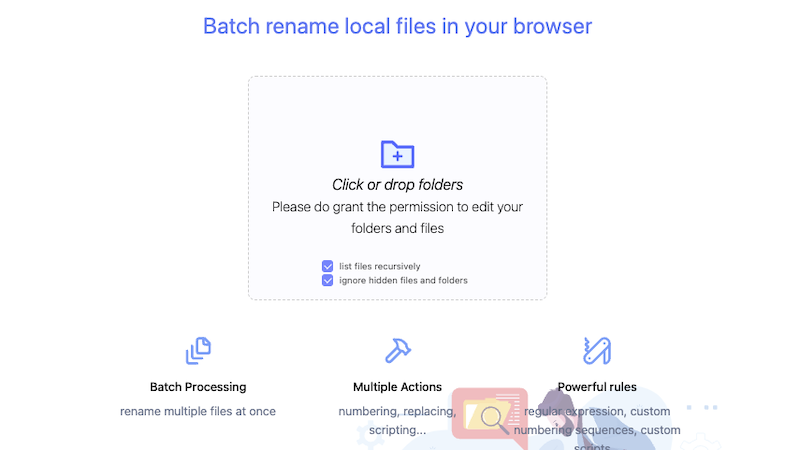 Batch rename local files in your browser
Click or drop folders
Please do grant the permission to edit your
folders and files
list files recursively
ignore hidden files and folders
Batch Processing
rename multiple files at once
Multiple Actions
numbering, replacing,
scripting...
Powerful rules
regular expression, custom
numbering sequences, custom
scripts...